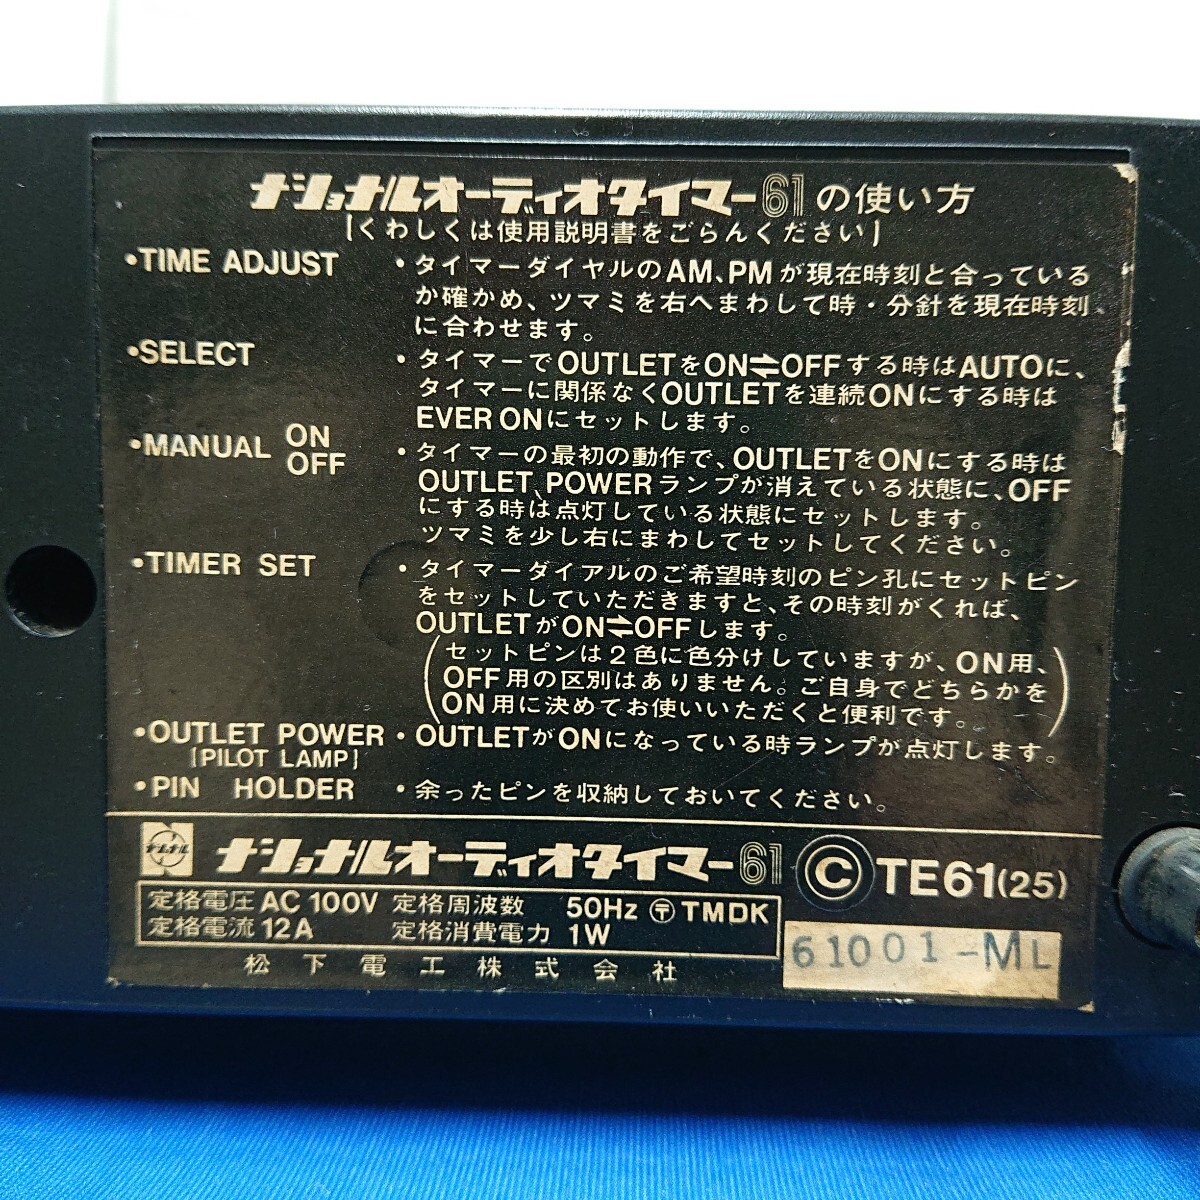 ナショナルオーディオタイマー61の使い方
[くわしくは使用説明書をごらんください]
•TIME ADJUST
•タイマーダイヤルのAM、PMが現在時刻と合っている
か確かめ、ツマミを右へまわして時・分針を現在時刻
に合わせます。
•SELECT
•タイマーでOUTLETをON⇌OFFする時はAUTOに、
タイマーに関係なくOUTLETを連続ONにする時は
EVER ONにセットします。
•MANUAL ON
OFF
•タイマーの最初の動作で、OUTLETをONにする時は
OUTLET、POWERランプが消えている状態に、OFF
にする時は点灯している状態にセットします。
ツマミを少し右にまわしてセットしてください。
•TIMER SET
•タイマーダイアルのご希望時刻のピン孔にセットピン
をセットしていただきますと、その時刻がくれば、
OUTLETがON⇌OFFします。
(セットピンは2色に色分けしていますが、ON用、
OFF用の区別はありません。ご自身でどちらかを
ON用に決めてお使いいただくと便利です。)
•OUTLET POWER
[PILOT LAMP]
•OUTLETがONになっている時ランプが点灯します。
•PIN HOLDER
•余ったピンを収納しておいてください。
ナショナル
ナショナルオーディオタイマー61
Ⓒ TE61(25)
定格電圧 AC 100V 定格周波数 50Hz 〶 TMDK
定格電流 12A 定格消費電力 1W
61001-ML
松下電工株式会社